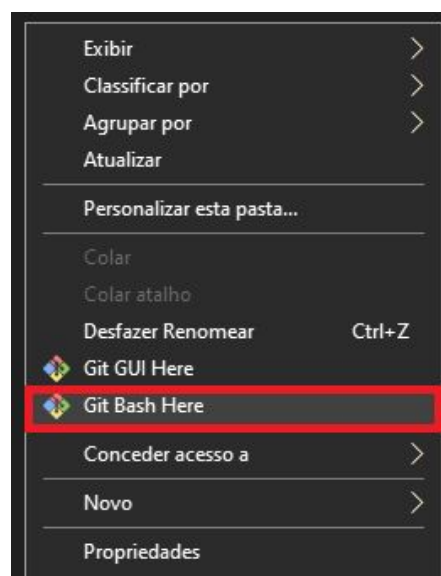 Exibir
Classificar por
Agrupar por
Atualizar
Personalizar esta pasta...
Colar
Colar atalho
Desfazer Renomear Ctrl+Z
Git GUI Here
Git Bash Here
Conceder acesso a
Novo
Propriedades